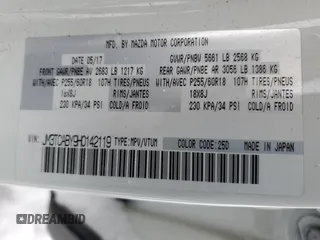 MFD. BY MAZDA MOTOR CORPORATION
DATE: 05/17 GVWR/PNBV 5661 LB 2568 KG
FRONT GAWR/PNBE AV 2683 LB 1217 KG REAR GAWR/PNBE AR 3056 LB 1386 KG
WITH/AVEC P255/60R18 107H TIRES/PNEUS WITH/AVEC P255/60R18 107H TIRES/PNEUS
18x8J RIMS/JANTES 18X8J RIMS/JANTES
230 KPA/34 PSI COLD/A FROID 230 KPA/34 PSI COLD/A FROID
VIN: JM3TCABY9H0142119 TYPE: MPV/VTUM
COLOR CODE: 25D MADE IN JAPAN
DREAMBID